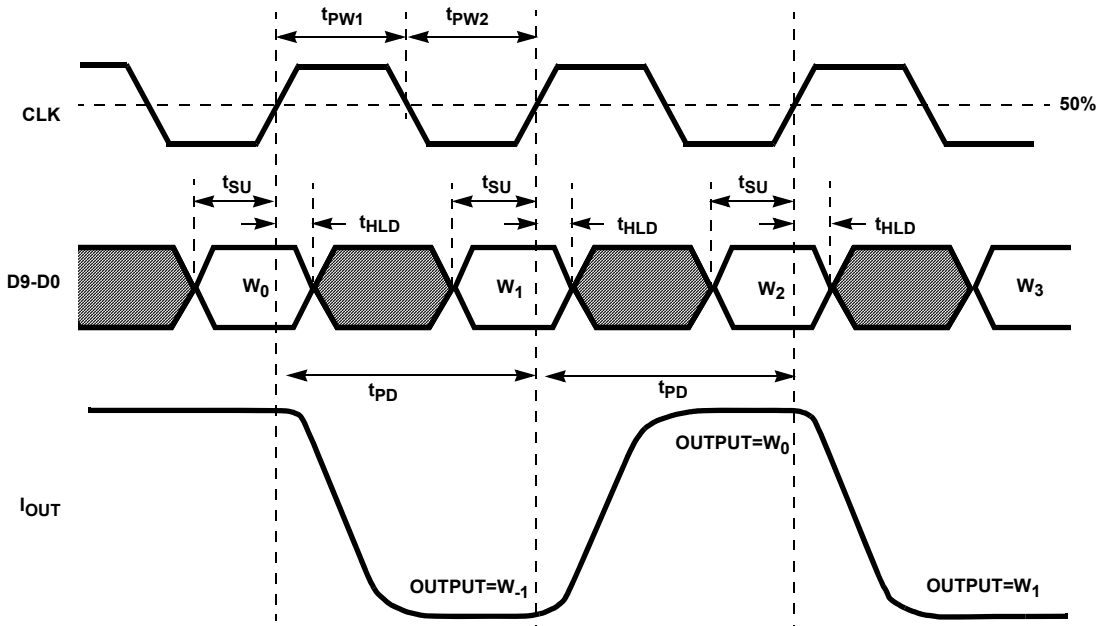 tPW1 tPW2
CLK
50%
tSU tSU tSU
tHLD tHLD tHLD
D9-D0
W0 W1 W2 W3
tPD tPD
OUTPUT=W0
IOUT
OUTPUT=W-1 OUTPUT=W1